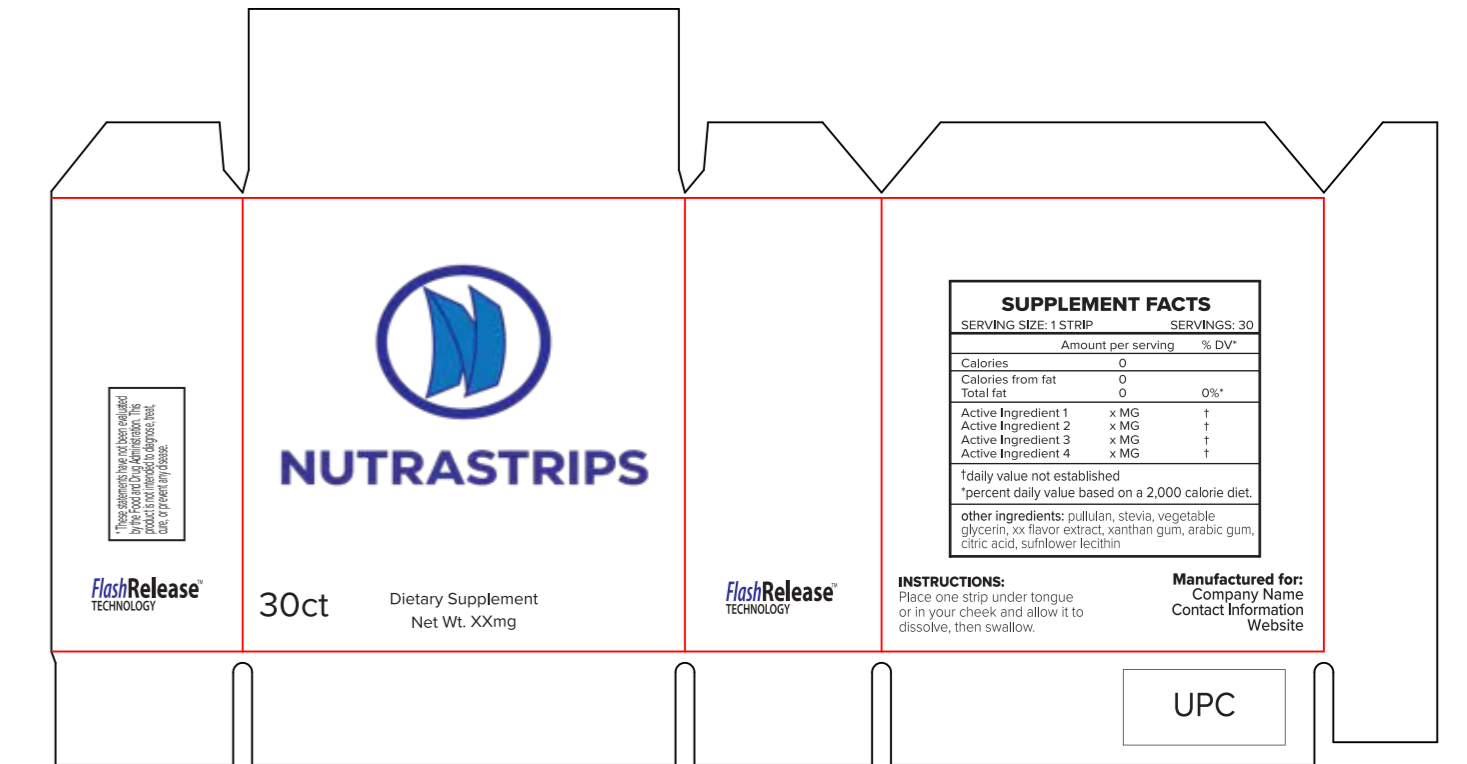 * These statements have not been evaluated
by the Food and Drug Administration. This
product is not intended to diagnose, treat,
cure, or prevent any disease.
FlashRelease™
TECHNOLOGY
NUTRASTRIPS
30ct
Dietary Supplement
Net Wt. XXmg
FlashRelease™
TECHNOLOGY
SUPPLEMENT FACTS
SERVING SIZE: 1 STRIP SERVINGS: 30
Amount per serving % DV*
Calories 0
Calories from fat 0
Total fat 0 0%*
Active Ingredient 1 x MG †
Active Ingredient 2 x MG †
Active Ingredient 3 x MG †
Active Ingredient 4 x MG †
†daily value not established
*percent daily value based on a 2,000 calorie diet.
other ingredients: pullulan, stevia, vegetable
glycerin, xx flavor extract, xanthan gum, arabic gum,
citric acid, sufnlower lecithin
INSTRUCTIONS:
Place one strip under tongue
or in your cheek and allow it to
dissolve, then swallow.
Manufactured for:
Company Name
Contact Information
Website
UPC